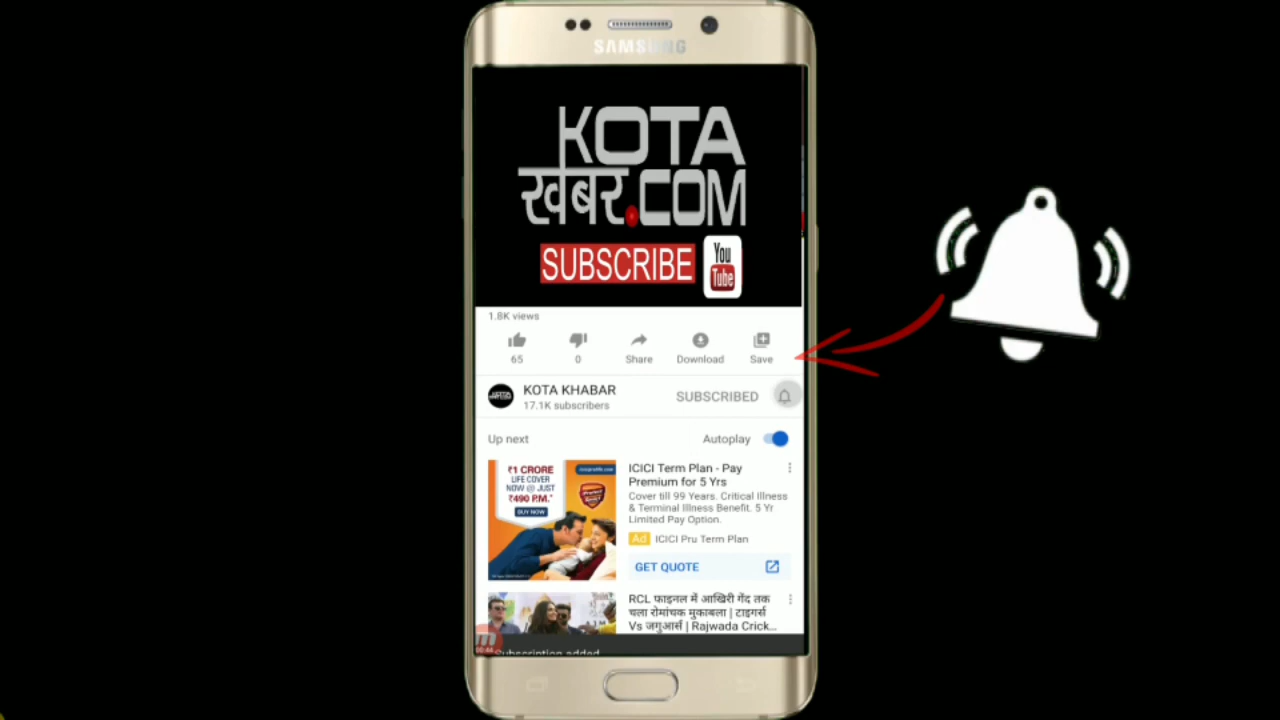 SAMSUNG
KOTA
खबर.COM
SUBSCRIBE
You
Tube
1.8K views
65
0
Share
Download
Save
KOTA KHABAR
17.1K subscribers
SUBSCRIBED
Up next
Autoplay
₹1 CRORE
LIFE COVER
NOW @ JUST
₹490 P.M.*
BUY NOW
ICICI Term Plan - Pay
Premium for 5 Yrs
Cover till 99 Years. Critical Illness
& Terminal Illness Benefit. 5 Yr
Limited Pay Option.
Ad ICICI Pru Term Plan
GET QUOTE
RCL फाइनल में आखिरी गेंद तक
चला रोमांचक मुकाबला | टाइगर्स
Vs जगुआर्स | Rajwada Crick...
00:44
Subscription added